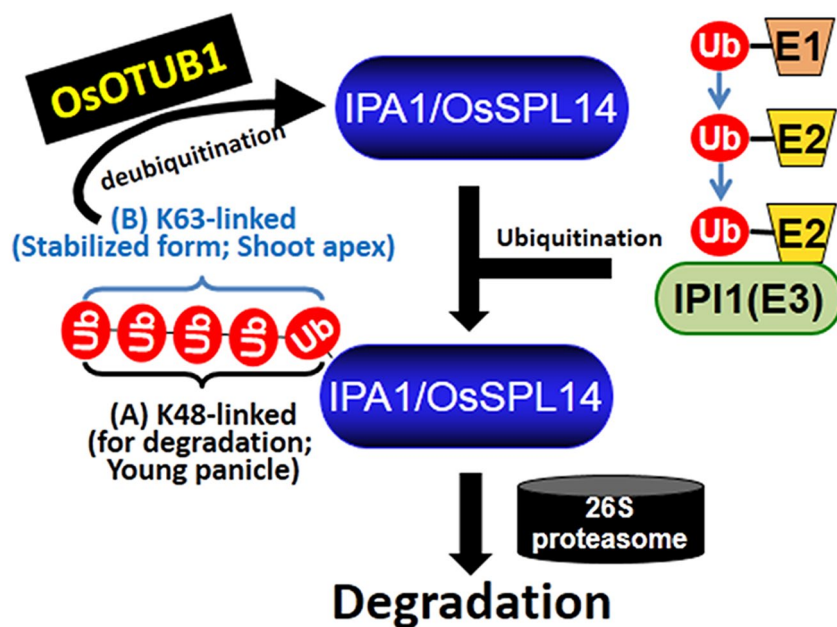 OsOTUB1
deubiquitination
IPA1/OsSPL14
Ub
E1
Ub
E2
Ub
E2
IPI1(E3)
Ubiquitination
(B) K63-linked
(Stabilized form; Shoot apex)
Ub Ub Ub Ub Ub
IPA1/OsSPL14
(A) K48-linked
(for degradation;
Young panicle)
26S
proteasome
Degradation